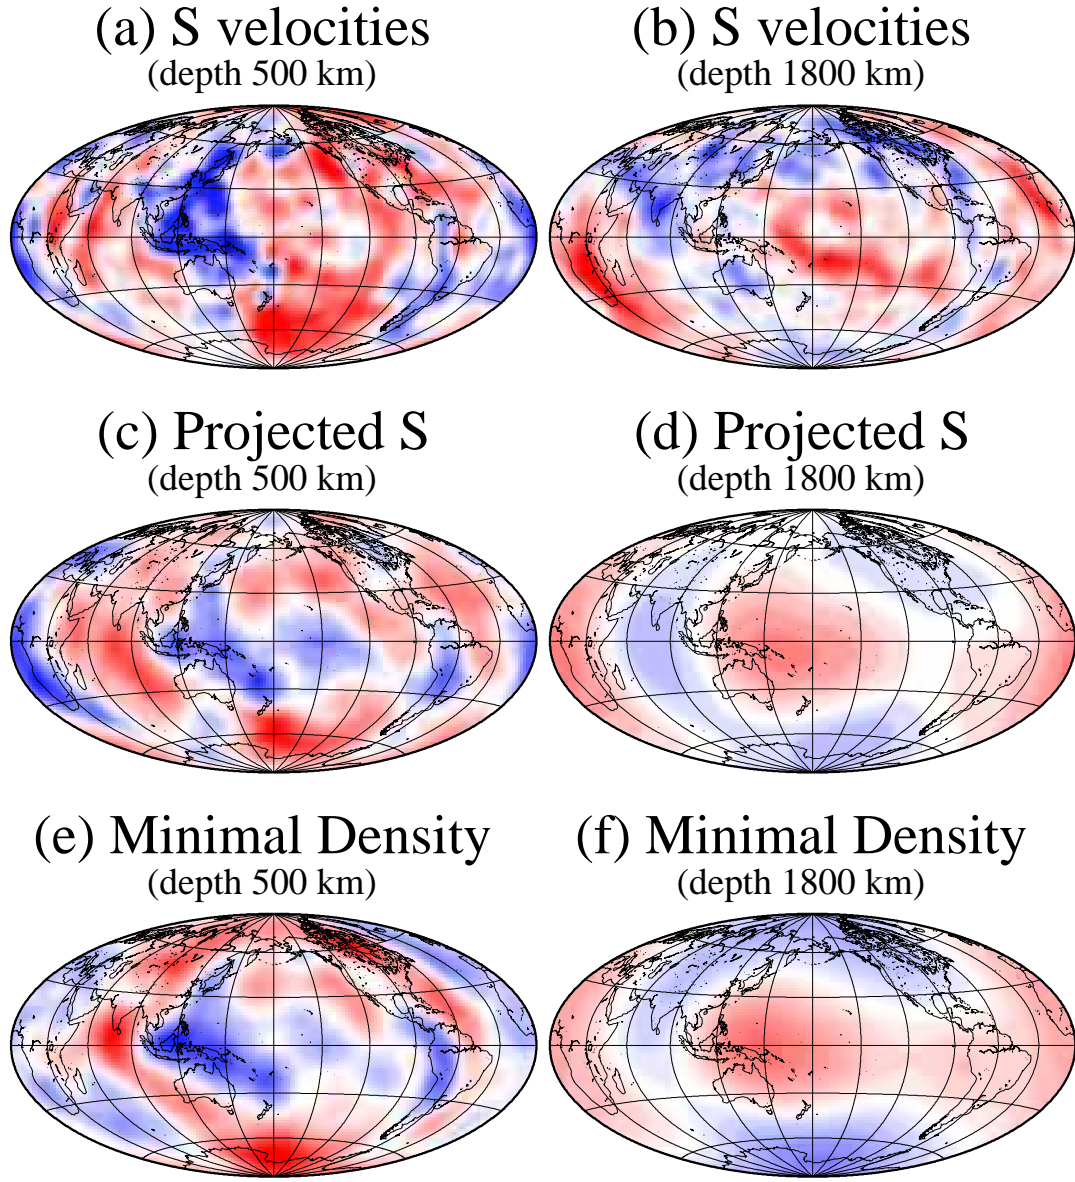 (a) S velocities
(depth 500 km)
(b) S velocities
(depth 1800 km)
(c) Projected S
(depth 500 km)
(d) Projected S
(depth 1800 km)
(e) Minimal Density
(depth 500 km)
(f) Minimal Density
(depth 1800 km)